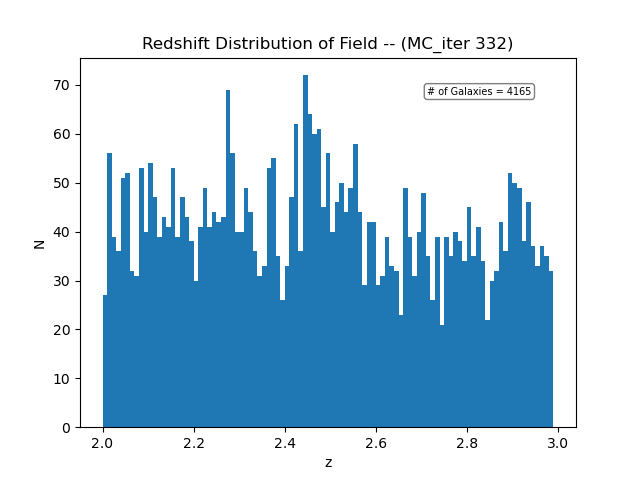 Redshift Distribution of Field -- (MC_iter 332)
# of Galaxies = 4165
70
60
50
40
30
20
10
0
N
2.0 2.2 2.4 2.6 2.8 3.0
z